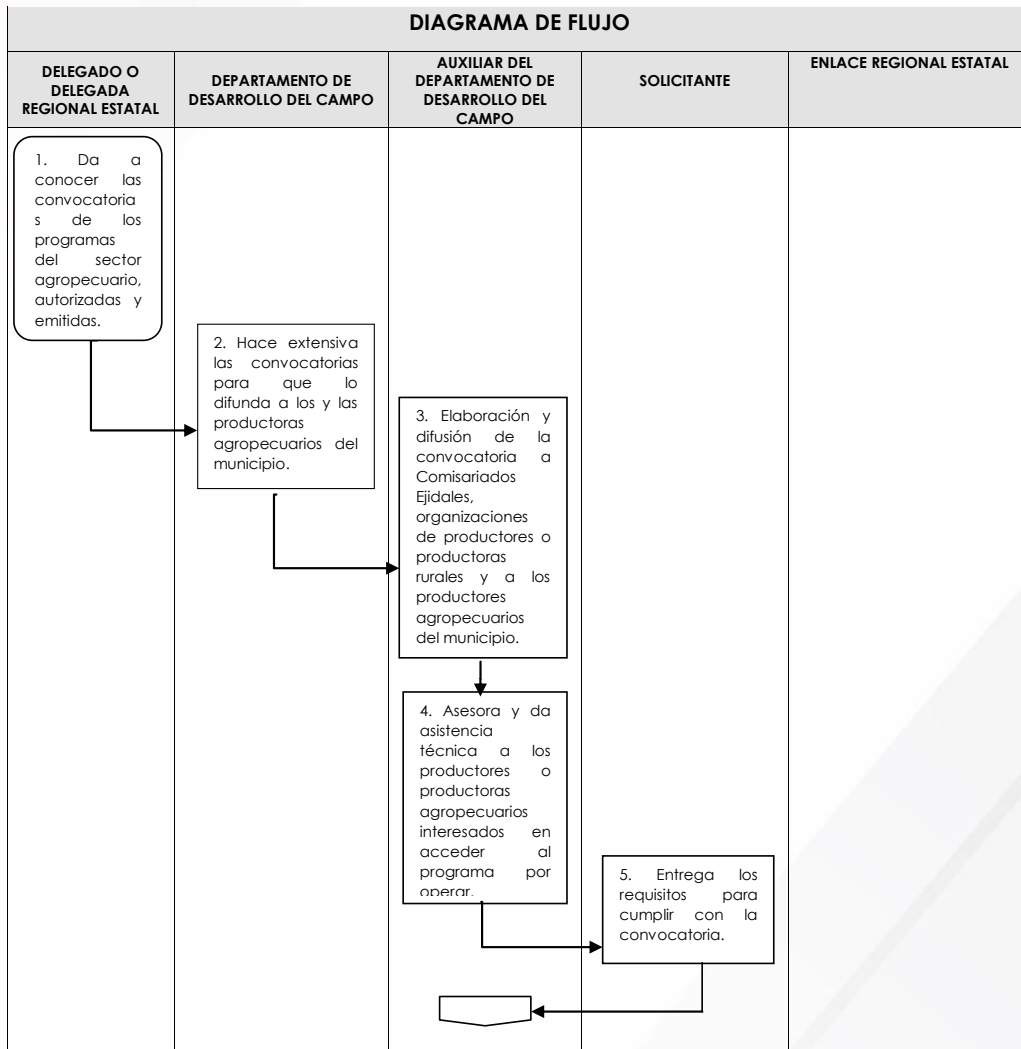 DIAGRAMA DE FLUJO
DELEGADO O
DELEGADA
REGIONAL ESTATAL
DEPARTAMENTO DE
DESARROLLO DEL CAMPO
AUXILIAR DEL
DEPARTAMENTO DE
DESARROLLO DEL
CAMPO
SOLICITANTE
ENLACE REGIONAL ESTATAL
1. Da a
conocer las
convocatoria
s de los
programas
del sector
agropecuario,
autorizadas y
emitidas.
2. Hace extensiva
las convocatorias
para que lo
difunda a los y las
productoras
agropecuarios del
municipio.
3. Elaboración y
difusión de la
convocatoria a
Comisariados
Ejidales,
organizaciones
de productores o
productoras
rurales y a los
productores
agropecuarios
del municipio.
4. Asesora y da
asistencia
técnica a los
productores o
productoras
agropecuarios
interesados en
acceder al
programa por
operar.
5. Entrega los
requisitos para
cumplir con la
convocatoria.